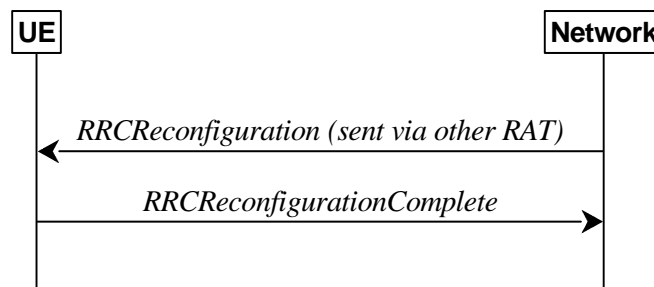 UE
Network
RRCReconfiguration (sent via other RAT)
RRCReconfigurationComplete